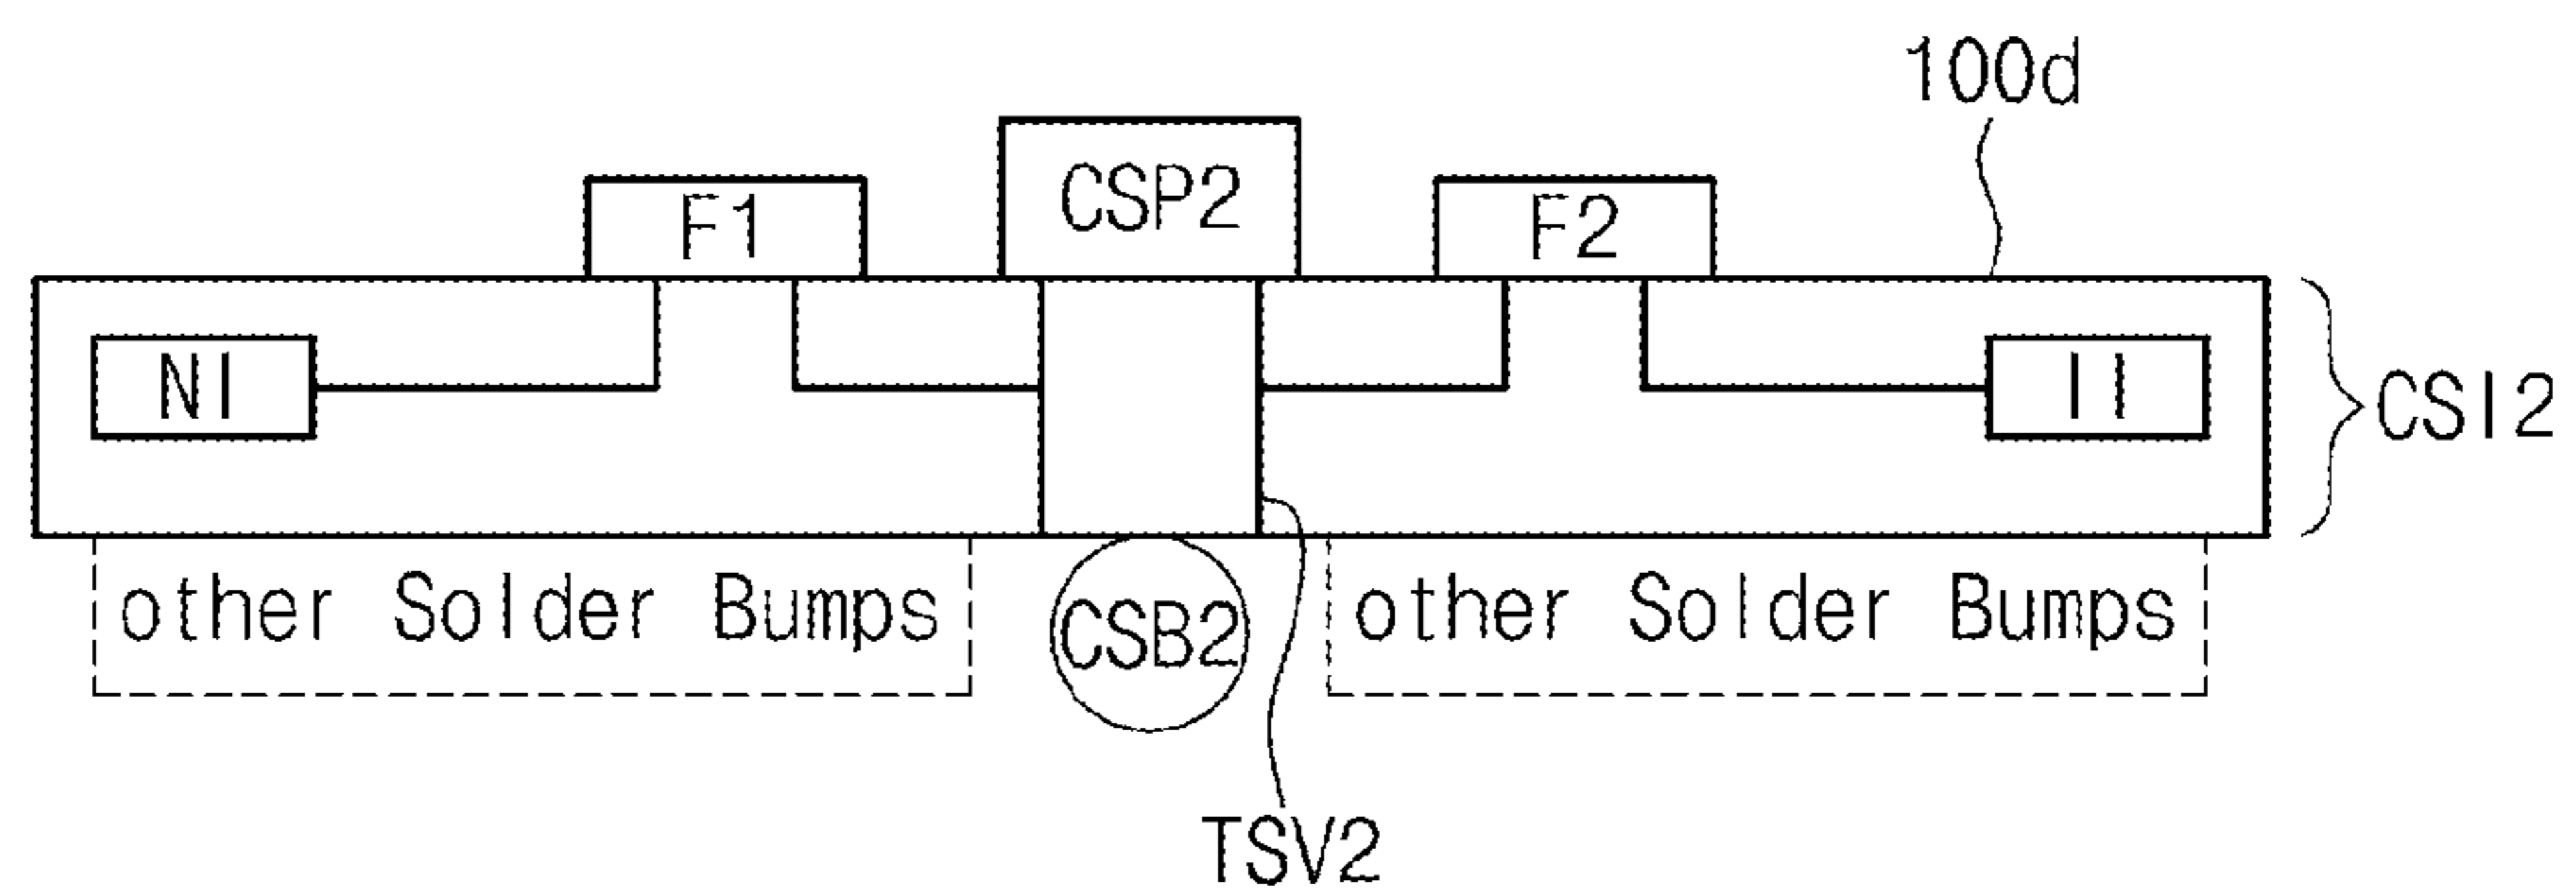 100d
CSP2
F1
F2
NI
II
CSI2
other Solder Bumps
CSB2
other Solder Bumps
TSV2